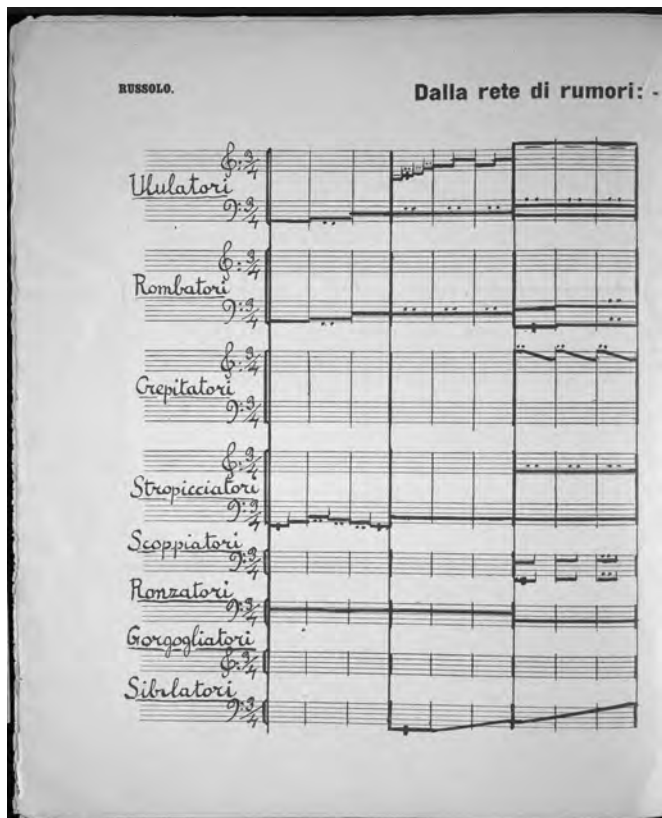 RUSSOLO.
Dalla rete di rumori: -
Ululatori
Rombatori
Crepitatori
Stropicciatori
Scoppiatori
Ronzatori
Gorgogliatori
Sibilatori